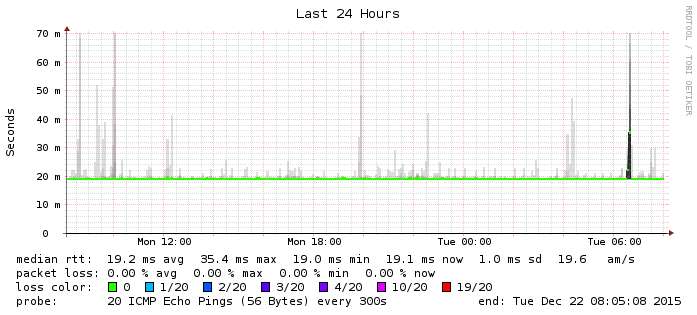 Last 24 Hours
RRDTOOL / TOBI OETIKER
Seconds
70 m
60 m
50 m
40 m
30 m
20 m
10 m
0
Mon 12:00 Mon 18:00 Tue 00:00 Tue 06:00
median rtt: 19.2 ms avg 35.4 ms max 19.0 ms min 19.1 ms now 1.0 ms sd 19.6 am/s
packet loss: 0.00 % avg 0.00 % max 0.00 % min 0.00 % now
loss color: 0 1/20 2/20 3/20 4/20 10/20 19/20
probe: 20 ICMP Echo Pings (56 Bytes) every 300s end: Tue Dec 22 08:05:08 2015